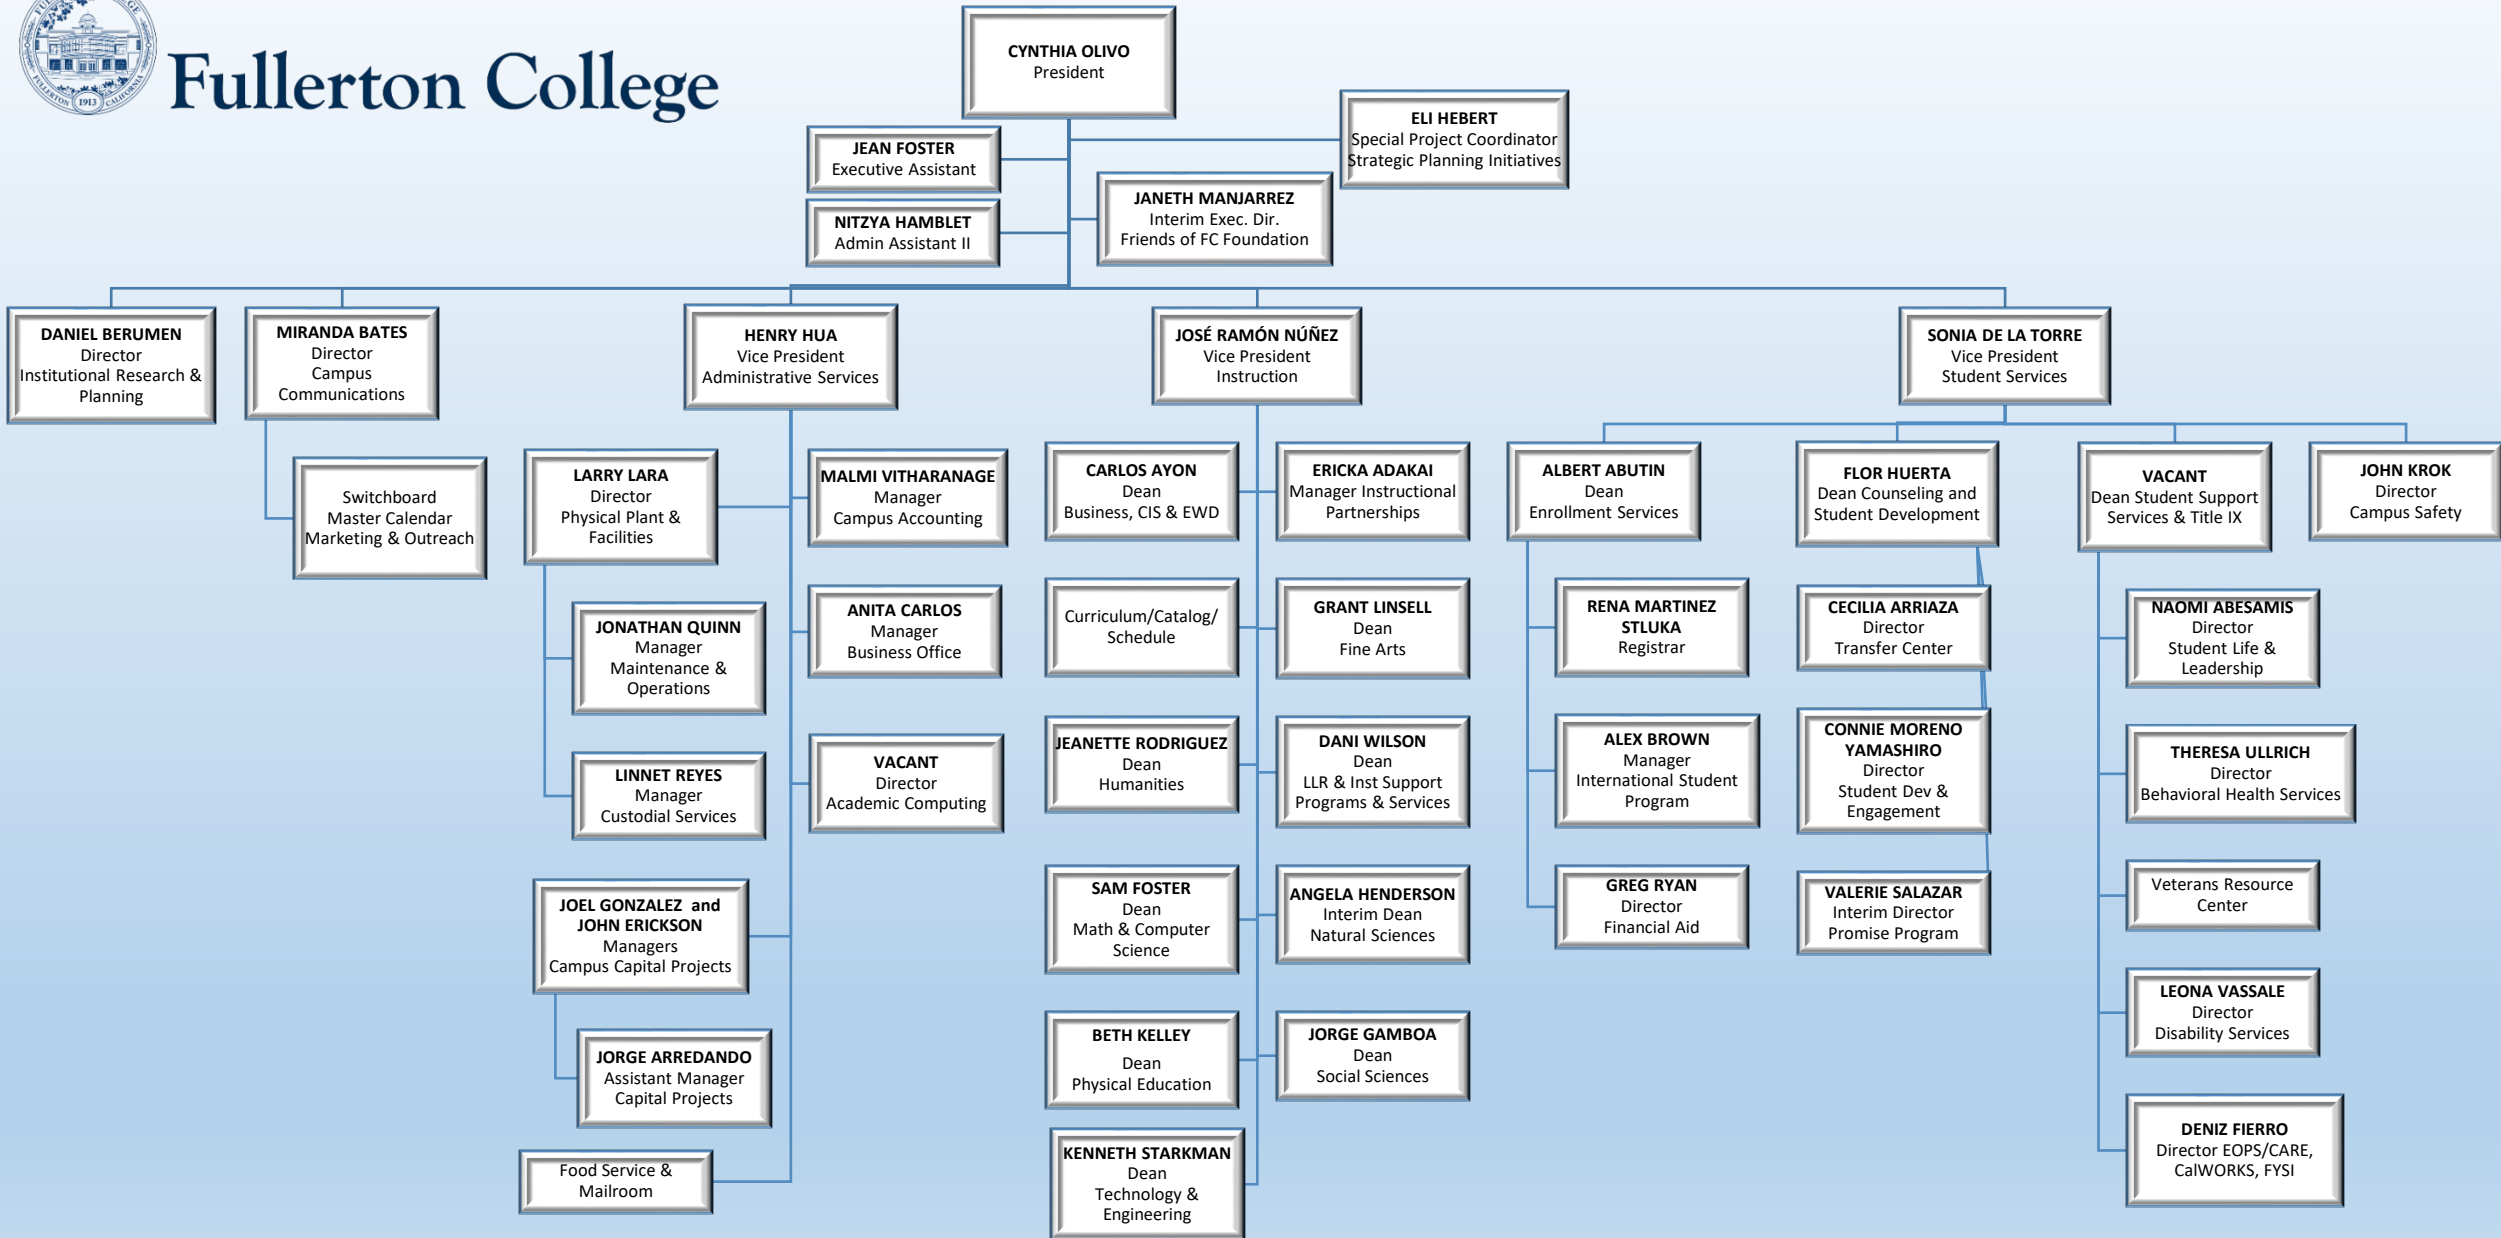 1913
Fullerton College
CYNTHIA OLIVO
President
ELI HEBERT
Special Project Coordinator
Strategic Planning Initiatives
JEAN FOSTER
Executive Assistant
JANETH MANJARREZ
Interim Exec. Dir.
Friends of FC Foundation
NITZYA HAMBLET
Admin Assistant II
DANIEL BERUMEN
Director
Institutional Research &
Planning
MIRANDA BATES
Director
Campus
Communications
HENRY HUA
Vice President
Administrative Services
JOSÉ RAMÓN NÚÑEZ
Vice President
Instruction
SONIA DE LA TORRE
Vice President
Student Services
Switchboard
Master Calendar
Marketing & Outreach
LARRY LARA
Director
Physical Plant &
Facilities
MALMI VITHARANAGE
Manager
Campus Accounting
JONATHAN QUINN
Manager
Maintenance &
Operations
ANITA CARLOS
Manager
Business Office
LINNET REYES
Manager
Custodial Services
VACANT
Director
Academic Computing
JOEL GONZALEZ and
JOHN ERICKSON
Managers
Campus Capital Projects
JORGE ARREDANDO
Assistant Manager
Capital Projects
Food Service &
Mailroom
CARLOS AYON
Dean
Business, CIS & EWD
ERICKA ADAKAI
Manager Instructional
Partnerships
Curriculum/Catalog/
Schedule
GRANT LINSELL
Dean
Fine Arts
JEANETTE RODRIGUEZ
Dean
Humanities
DANI WILSON
Dean
LLR & Inst Support
Programs & Services
SAM FOSTER
Dean
Math & Computer
Science
ANGELA HENDERSON
Interim Dean
Natural Sciences
BETH KELLEY
Dean
Physical Education
JORGE GAMBOA
Dean
Social Sciences
KENNETH STARKMAN
Dean
Technology &
Engineering
ALBERT ABUTIN
Dean
Enrollment Services
RENA MARTINEZ
STLUKA
Registrar
ALEX BROWN
Manager
International Student
Program
GREG RYAN
Director
Financial Aid
FLOR HUERTA
Dean Counseling and
Student Development
CECILIA ARRIAZA
Director
Transfer Center
CONNIE MORENO
YAMASHIRO
Director
Student Dev &
Engagement
VALERIE SALAZAR
Interim Director
Promise Program
VACANT
Dean Student Support
Services & Title IX
NAOMI ABESAMIS
Director
Student Life &
Leadership
THERESA ULLRICH
Director
Behavioral Health Services
Veterans Resource
Center
LEONA VASSALE
Director
Disability Services
DENIZ FIERRO
Director EOPS/CARE,
CalWORKS, FYSI
JOHN KROK
Director
Campus Safety